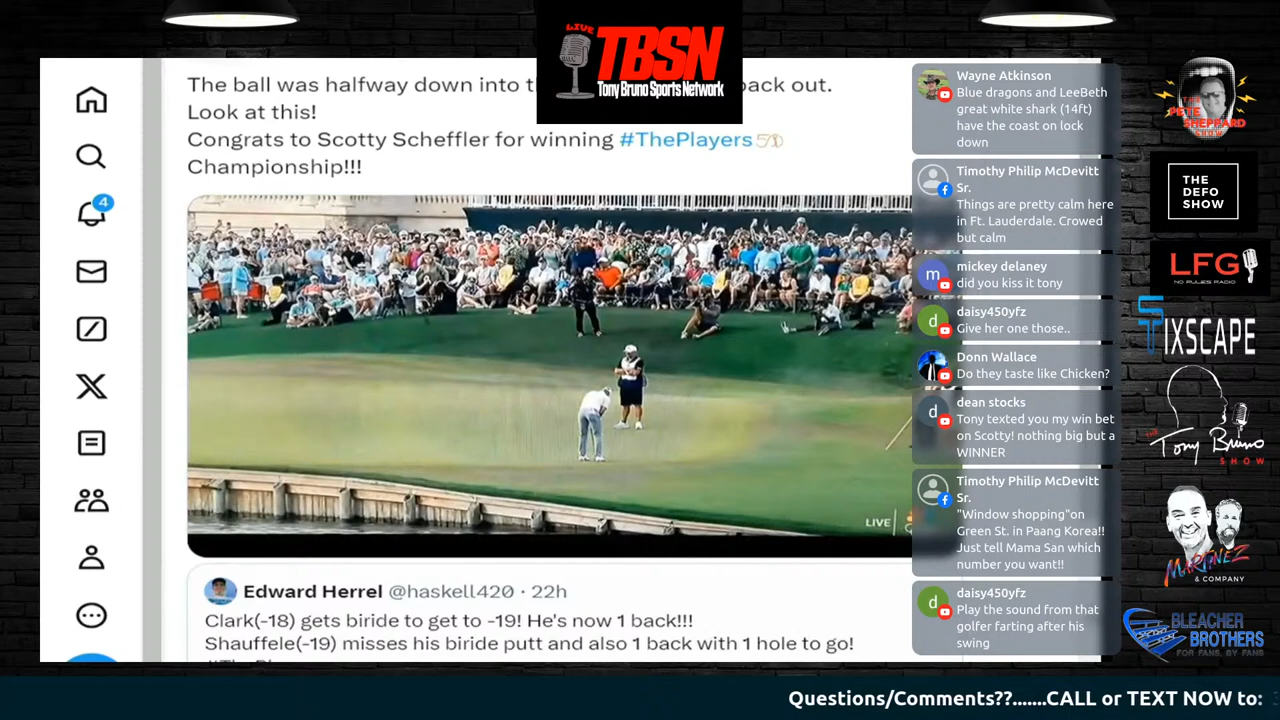 LIVE
TBSN
Tony Bruno Sports Network
The ball was halfway down into th
back out.
Look at this!
Congrats to Scotty Scheffler for winning #ThePlayers
Championship!!!
4
LIVE
Edward Herrel @haskell420 · 22h
Clark(-18) gets biride to get to -19! He's now 1 back!!!
Shauffele(-19) misses his biride putt and also 1 back with 1 hole to go!
Wayne Atkinson
Blue dragons and LeeBeth
great white shark (14ft)
have the coast on lock
down
Timothy Philip McDevitt
Sr.
Things are pretty calm here
in Ft. Lauderdale. Crowed
but calm
m
mickey delaney
did you kiss it tony
d
daisy450yfz
Give her one those..
Donn Wallace
Do they taste like Chicken?
d
dean stocks
Tony texted you my win bet
on Scotty! nothing big but a
WINNER
Timothy Philip McDevitt
Sr.
"Window shopping"on
Green St. in Paang Korea!!
Just tell Mama San which
number you want!!
d
daisy450yfz
Play the sound from that
golfer farting after his
swing
THE
PETE
SHEPPARD
SHOW
THE
DEFO
SHOW
LFG
NO RULES RADIO
TIXSCAPE
THE
Tony Bruno
SHOW
MARTINEZ
& COMPANY
BLEACHER
BROTHERS
FOR FANS, BY FANS
Questions/Comments??.......CALL or TEXT NOW to: